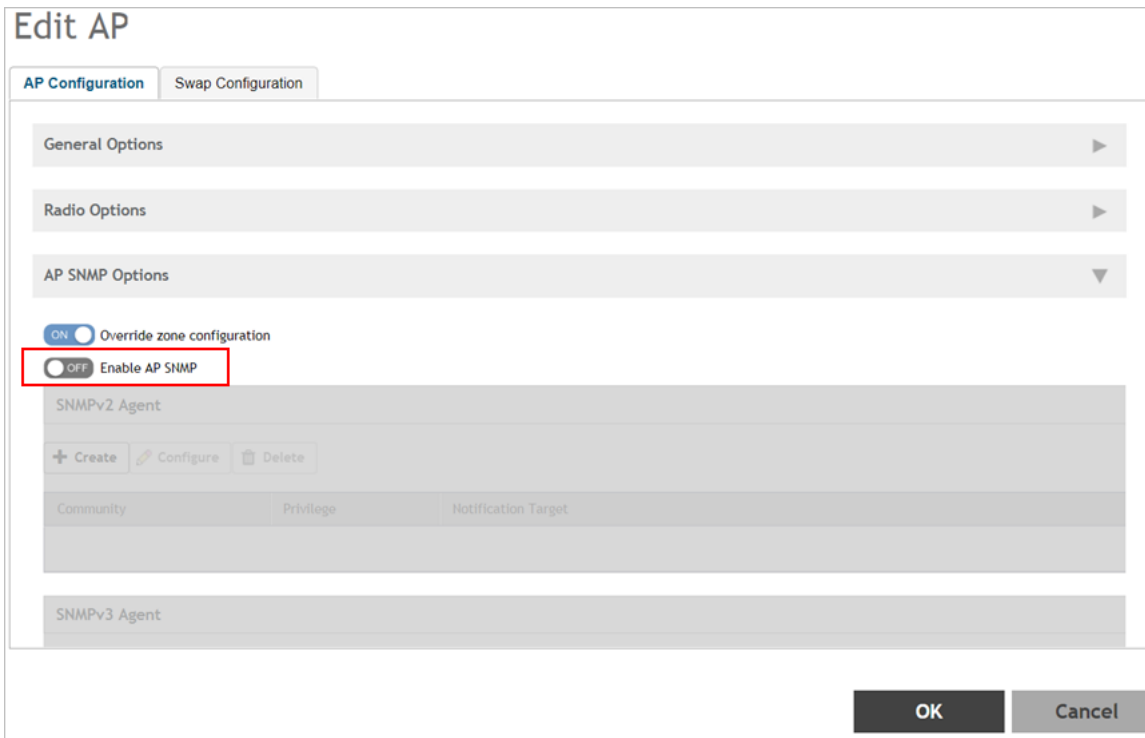 Edit AP
AP Configuration Swap Configuration
General Options
Radio Options
AP SNMP Options
ON Override zone configuration
OFF Enable AP SNMP
SNMPv2 Agent
Create Configure Delete
Community Privilege Notification Target
SNMPv3 Agent
OK Cancel